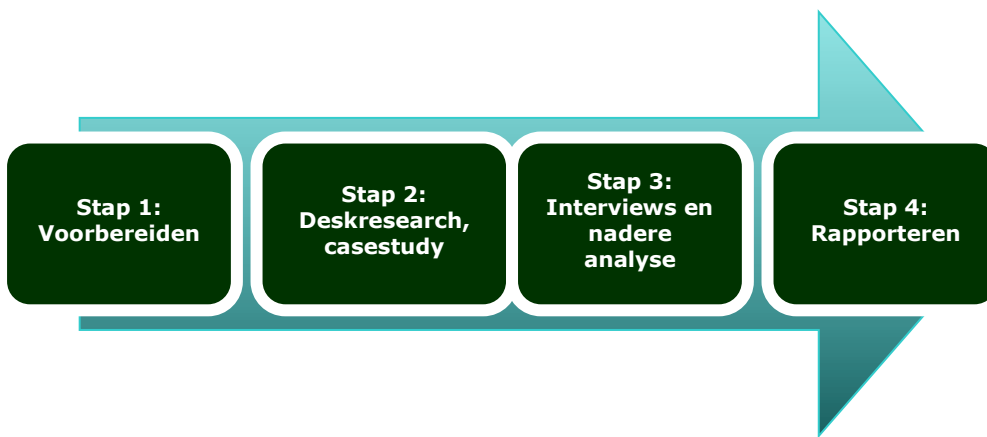 Stap 1:
Voorbereiden
Stap 2:
Deskresearch,
casestudy
Stap 3:
Interviews en
nadere
analyse
Stap 4:
Rapporteren